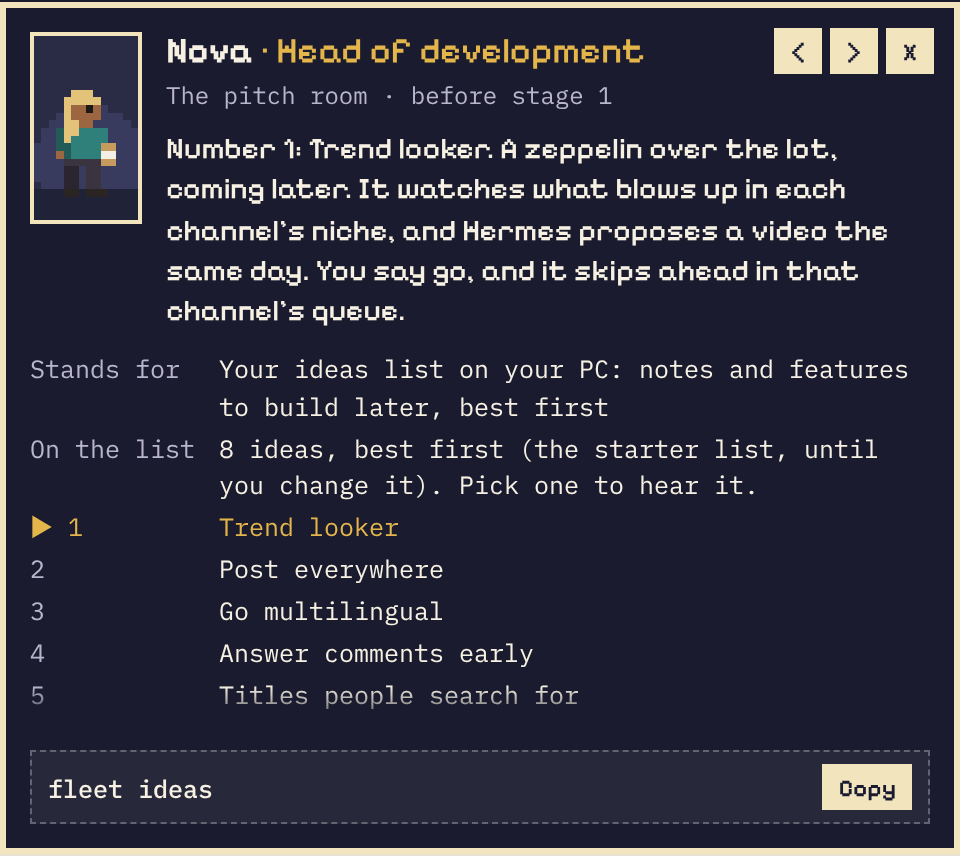 Nova · Head of development
< > x
The pitch room · before stage 1
Number 1: Trend looker. A zeppelin over the lot,
coming later. It watches what blows up in each
channel's niche, and Hermes proposes a video the
same day. You say go, and it skips ahead in that
channel's queue.
Stands for Your ideas list on your PC: notes and features
to build later, best first
On the list 8 ideas, best first (the starter list, until
you change it). Pick one to hear it.
▶ 1 Trend looker
2 Post everywhere
3 Go multilingual
4 Answer comments early
5 Titles people search for
fleet ideas Copy